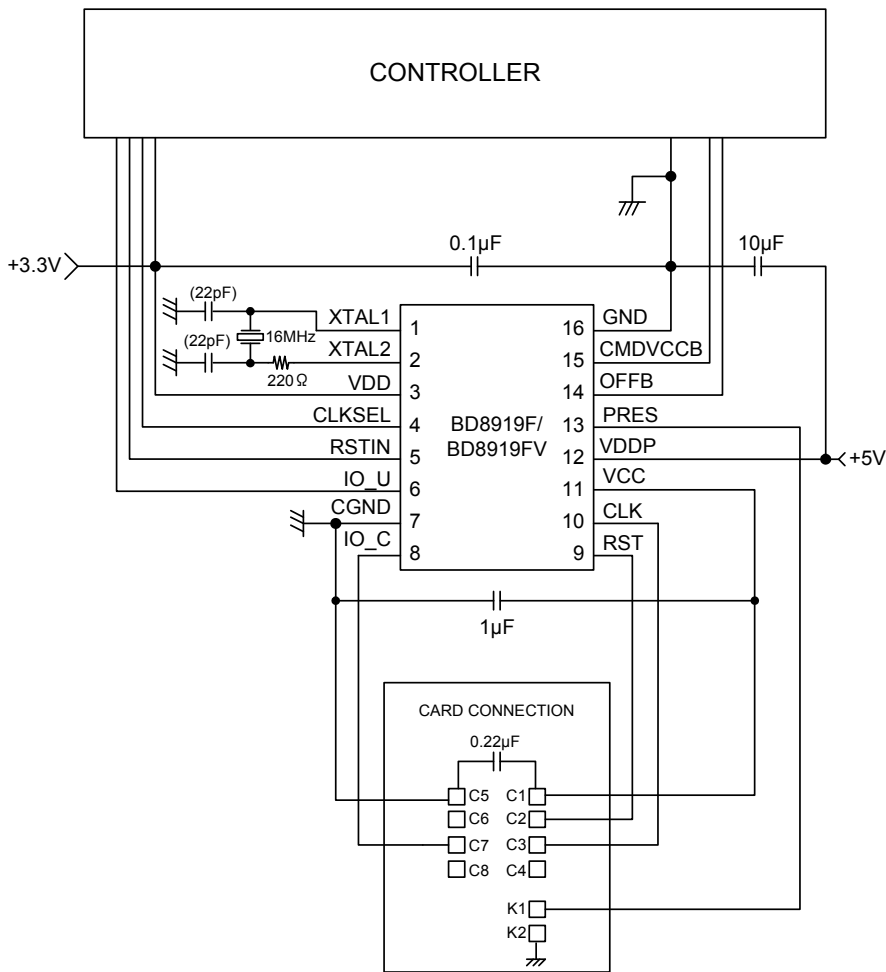 CONTROLLER
0.1µF
10µF
+3.3V
+5V
(22pF)
16MHz
(22pF)
220Ω
XTAL1
1
XTAL2
2
VDD
3
CLKSEL
4
RSTIN
5
IO_U
6
CGND
7
IO_C
8
BD8919F/
BD8919FV
16
GND
15
CMDVCCB
14
OFFB
13
PRES
12
VDDP
11
VCC
10
CLK
9
RST
1µF
CARD CONNECTION
0.22µF
C5 C1
C6 C2
C7 C3
C8 C4
K1
K2